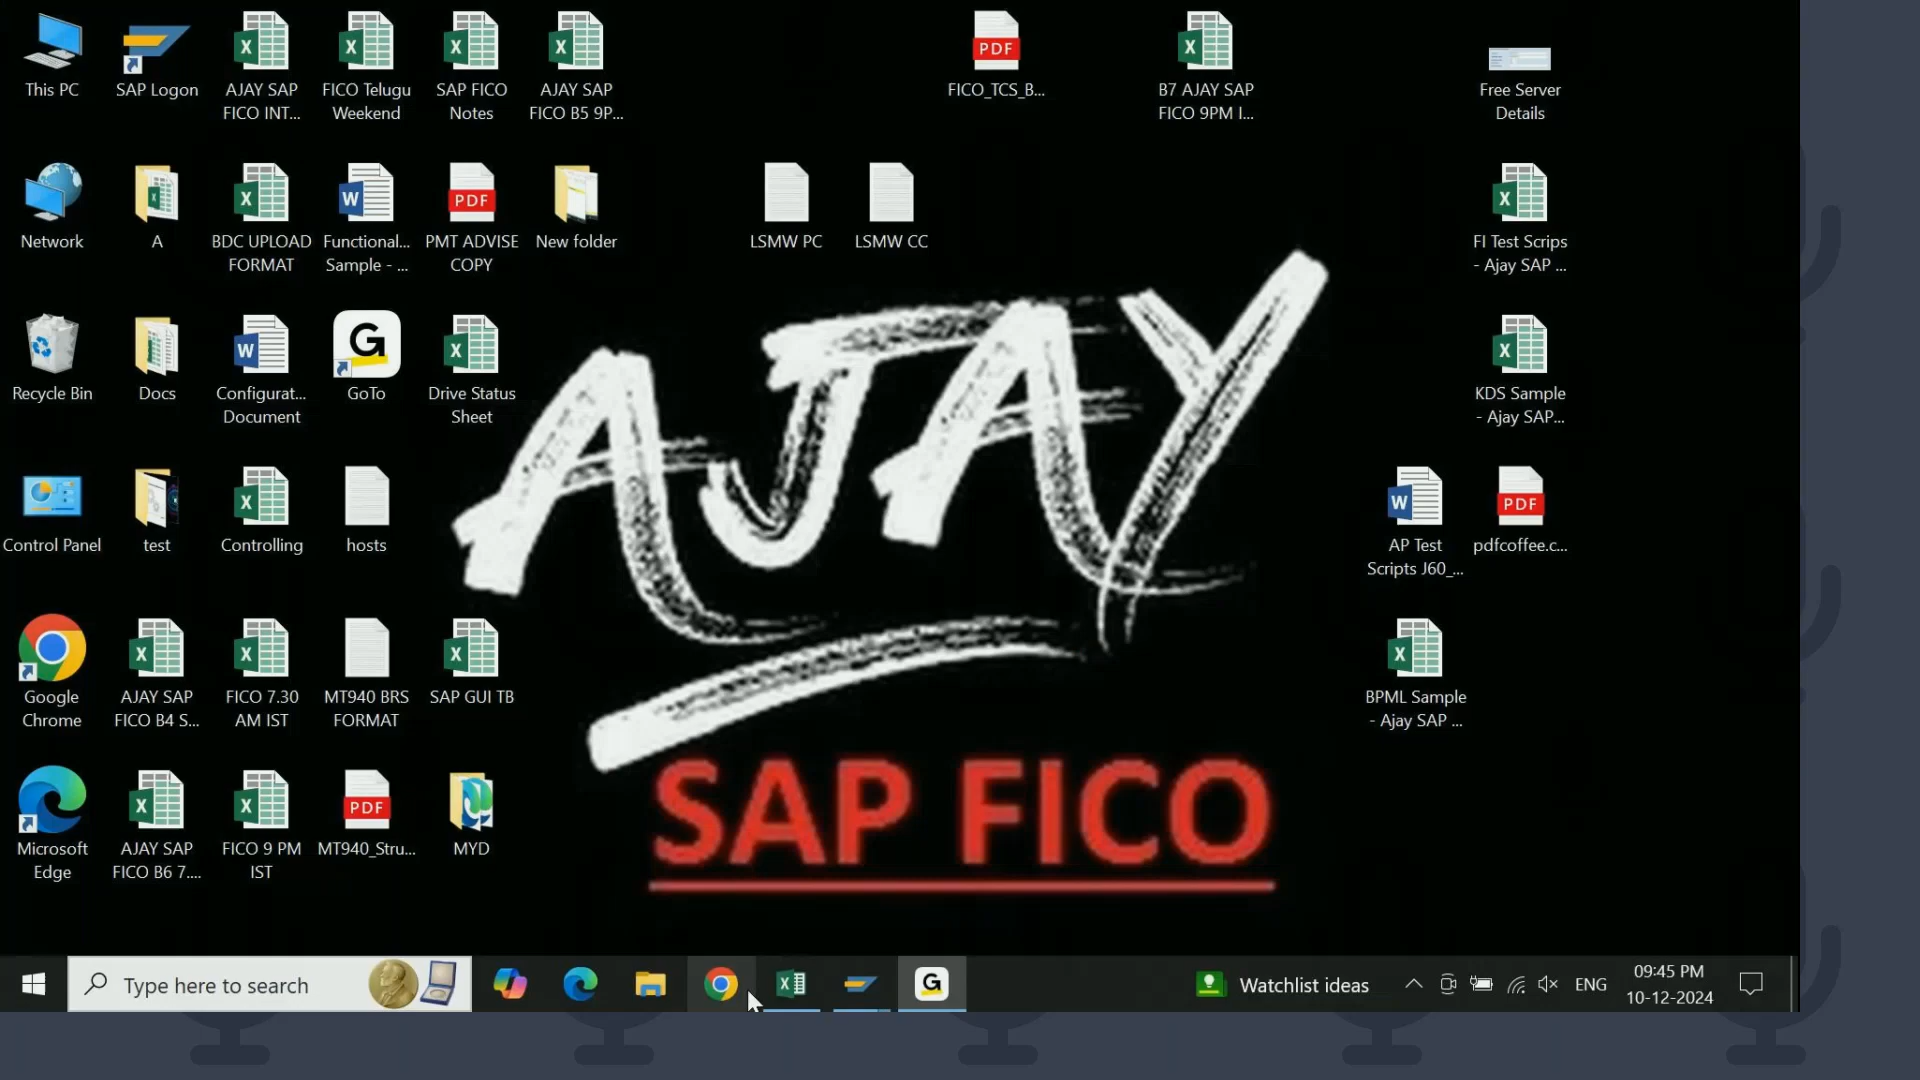 This PC
SAP Logon
AJAY SAP
FICO INT...
FICO Telugu
Weekend
SAP FICO
Notes
AJAY SAP
FICO B5 9P...
FICO_TCS_B...
B7 AJAY SAP
FICO 9PM I...
Free Server
Details
Network
A
BDC UPLOAD
FORMAT
Functional...
Sample - ...
PMT ADVISE
COPY
New folder
LSMW PC
LSMW CC
FI Test Scrips
- Ajay SAP ...
Recycle Bin
Docs
Configurat...
Document
GoTo
Drive Status
Sheet
KDS Sample
- Ajay SAP...
AJAY
Control Panel
test
Controlling
hosts
AP Test
Scripts J60_...
pdfcoffee.c...
Google
Chrome
AJAY SAP
FICO B4 S...
FICO 7.30
AM IST
MT940 BRS
FORMAT
SAP GUI TB
BPML Sample
- Ajay SAP ...
SAP FICO
Microsoft
Edge
AJAY SAP
FICO B6 7....
FICO 9 PM
IST
MT940_Stru...
MYD
Type here to search
Watchlist ideas
ENG
09:45 PM
10-12-2024